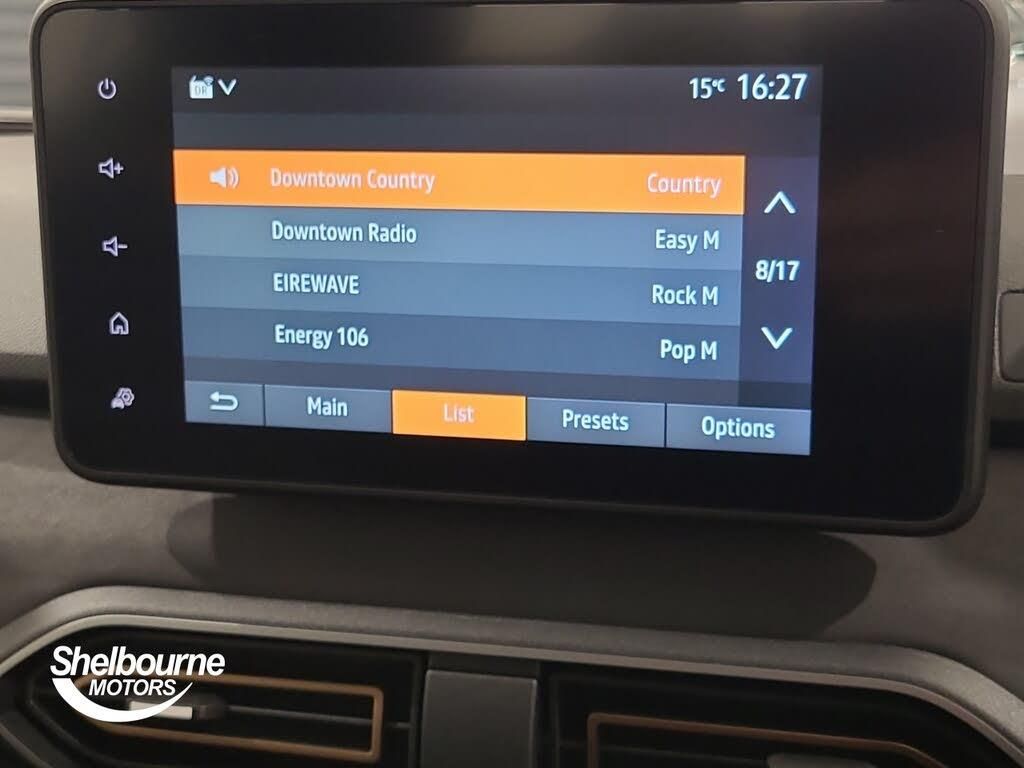 DR 15°C 16:27
Downtown Country Country
Downtown Radio Easy M
EIREWAVE Rock M
8/17
Energy 106 Pop M
Main List Presets Options
Shelbourne
MOTORS